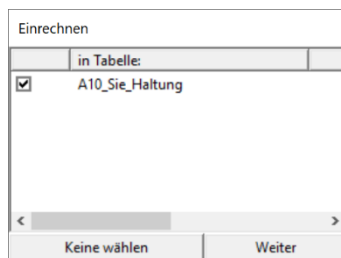 Einrechnen
in Tabelle:
A10_Sie_Haltung
Keine wählen Weiter